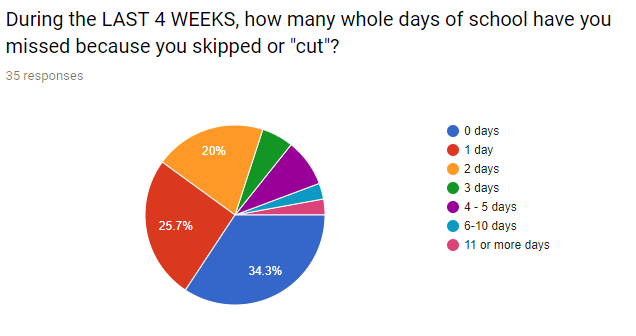 During the LAST 4 WEEKS, how many whole days of school have you
missed because you skipped or "cut"?
35 responses
20%
25.7%
34.3%
0 days
1 day
2 days
3 days
4 - 5 days
6-10 days
11 or more days